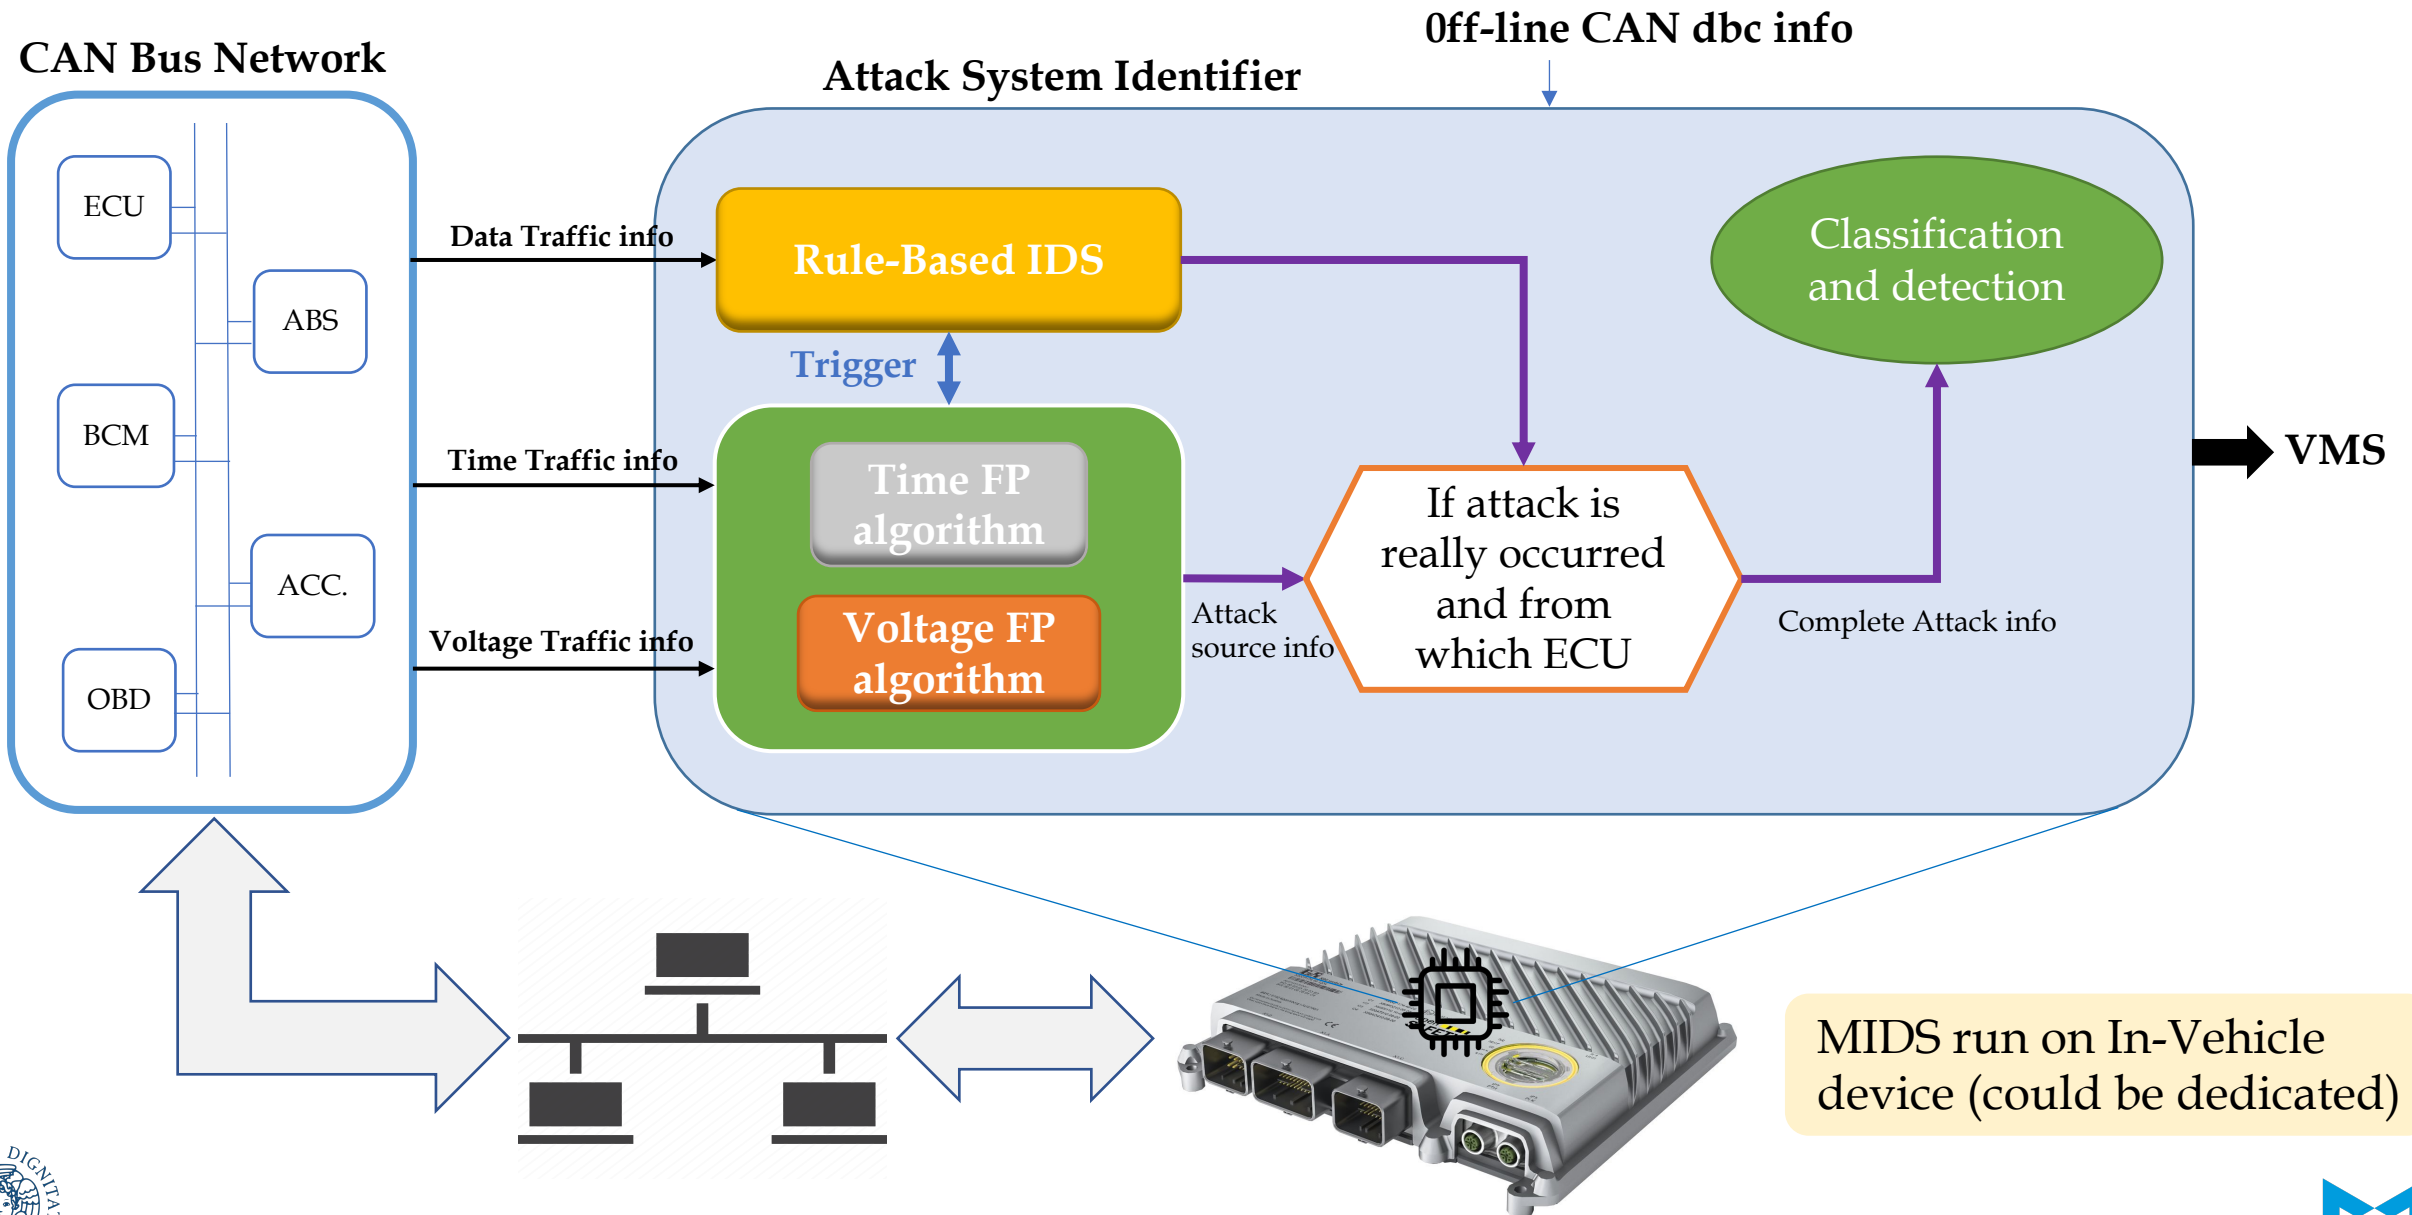 0ff-line CAN dbc info
CAN Bus Network
Attack System Identifier
ECU
ABS
BCM
ACC.
OBD
Data Traffic info
Time Traffic info
Voltage Traffic info
Rule-Based IDS
Trigger
Time FP
algorithm
Voltage FP
algorithm
Attack
source info
If attack is
really occurred
and from
which ECU
Complete Attack info
Classification
and detection
VMS
MIDS run on In-Vehicle
device (could be dedicated)